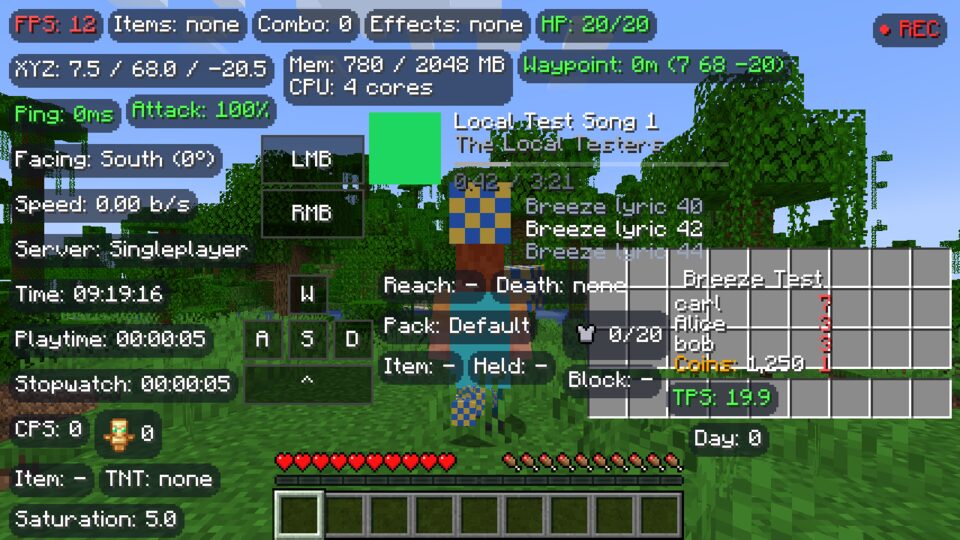 FPS: 12
Items: none
Combo: 0
Effects: none
HP: 20/20
● REC
XYZ: 7.5 / 68.0 / -20.5
Mem: 780 / 2048 MB
CPU: 4 cores
Waypoint: 0m (7 68 -20)
Ping: 0ms
Attack: 100%
Local Test Song 1
The Local Testers
0:42 / 3:21
Facing: South (0°)
LMB
RMB
Speed: 0.00 b/s
Breeze lyric 40
Breeze lyric 42
Breeze lyric 44
Server: Singleplayer
Time: 09:19:16
W
A
S
D
^
Reach: -
Death: none
Breeze Test
carl 7
Alice 3
bob 3
Coins: 1,250 1
Pack: Default
0/20
Playtime: 00:00:05
Item: -
Held: -
Block: -
Stopwatch: 00:00:05
TPS: 19.9
CPS: 0
0
Day: 0
Item: -
TNT: none
Saturation: 5.0